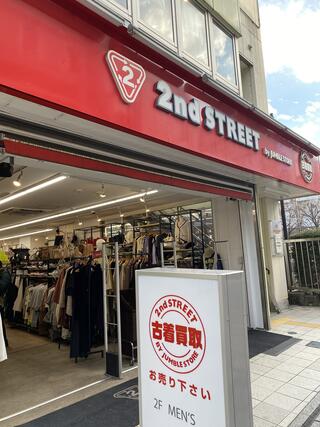 2
2nd STREET
by JUMBLE STORE
2nd STREET
古着買取
BY JUMBLE STORE
お売り下さい
2F MEN'S